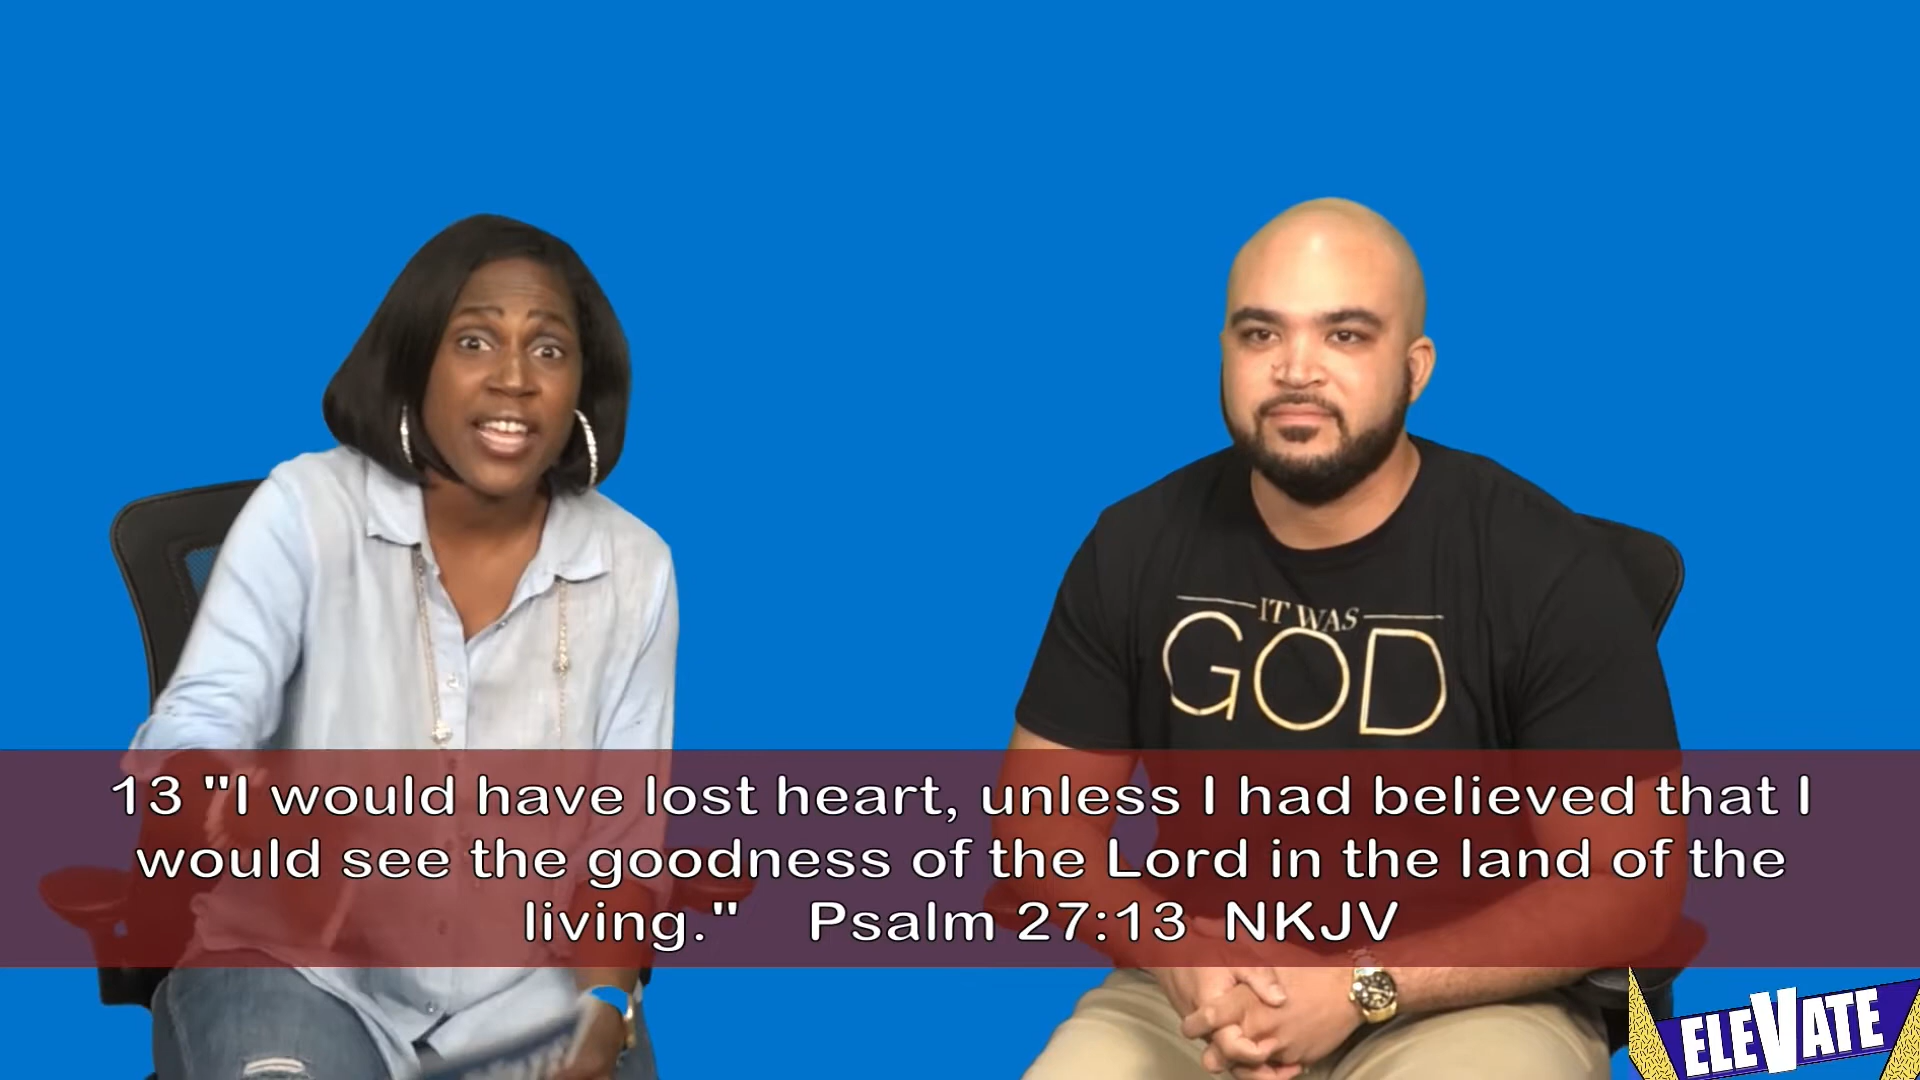 IT WAS
GOD
13 "I would have lost heart, unless I had believed that I
would see the goodness of the Lord in the land of the
living."    Psalm 27:13  NKJV
ELEVATE